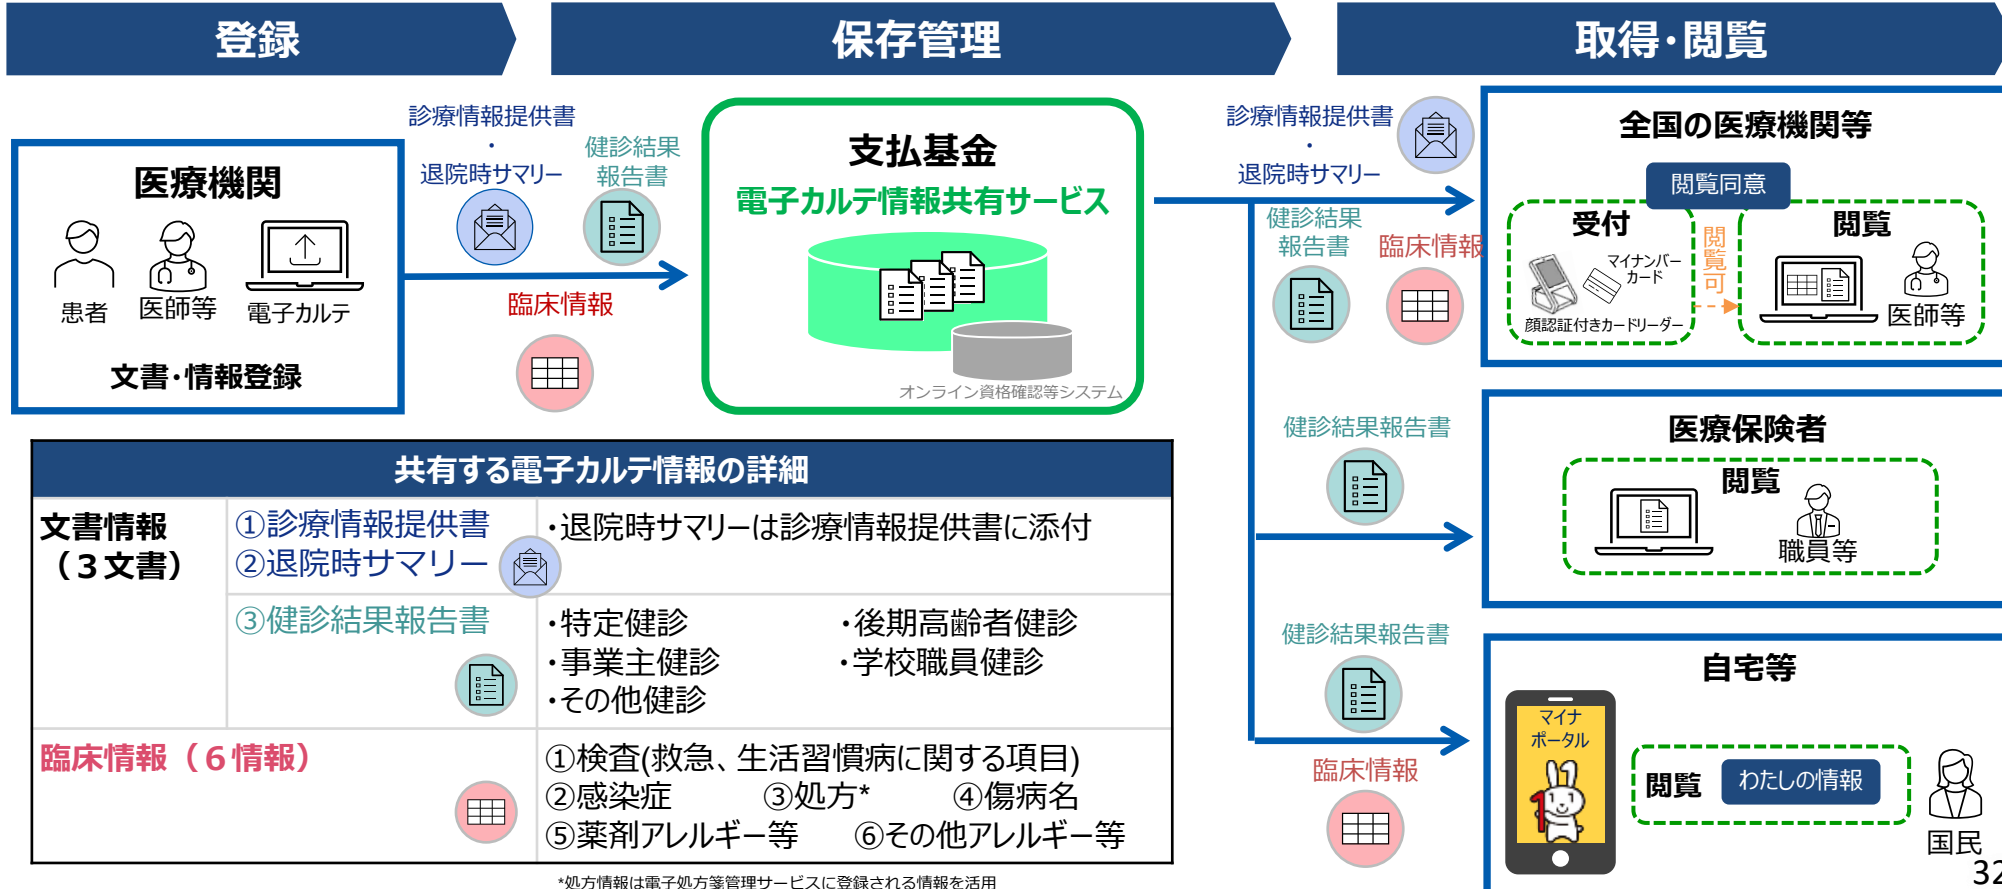 登録
保存管理
取得・閲覧
医療機関
患者
医師等
電子カルテ
文書・情報登録
診療情報提供書
・
退院時サマリー
健診結果
報告書
臨床情報
支払基金
電子カルテ情報共有サービス
オンライン資格確認等システム
診療情報提供書
・
退院時サマリー
健診結果
報告書
臨床情報
全国の医療機関等
閲覧同意
受付
マイナンバー
カード
顔認証付きカードリーダー
閲覧可
閲覧
医師等
健診結果報告書
医療保険者
閲覧
職員等
健診結果報告書
臨床情報
自宅等
マイナ
ポータル
閲覧
わたしの情報
国民
共有する電子カルテ情報の詳細
文書情報
（３文書）
①診療情報提供書
②退院時サマリー
・退院時サマリーは診療情報提供書に添付
③健診結果報告書
・特定健診 ・後期高齢者健診
・事業主健診 ・学校職員健診
・その他健診
臨床情報（６情報）
①検査(救急、生活習慣病に関する項目)
②感染症 ③処方* ④傷病名
⑤薬剤アレルギー等 ⑥その他アレルギー等
*処方情報は電子処方箋管理サービスに登録される情報を活用
32